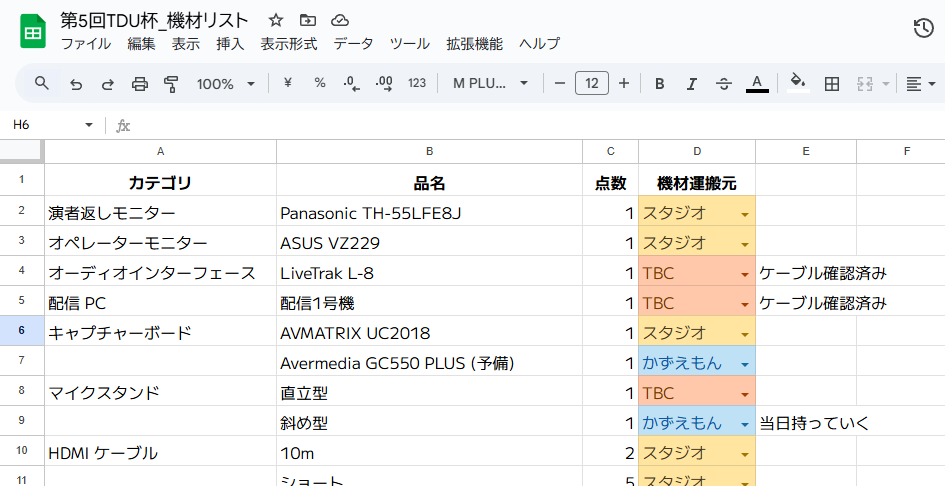 第5回TDU杯_機材リスト
ファイル 編集 表示 挿入 表示形式 データ ツール 拡張機能 ヘルプ
100% ¥ % .0 .00 123 M PLU... 12 B I S A
H6 fx
A B C D E F
1 カテゴリ 品名 点数 機材運搬元
2 演者返しモニター Panasonic TH-55LFE8J 1 スタジオ
3 オペレーターモニター ASUS VZ229 1 スタジオ
4 オーディオインターフェース LiveTrak L-8 1 TBC ケーブル確認済み
5 配信 PC 配信1号機 1 TBC ケーブル確認済み
6 キャプチャーボード AVMATRIX UC2018 1 スタジオ
7 Avermedia GC550 PLUS (予備) 1 かずえもん
8 マイクスタンド 直立型 1 TBC
9 斜め型 1 かずえもん 当日持っていく
10 HDMI ケーブル 10m 2 スタジオ
11 ショート 5 スタジオ